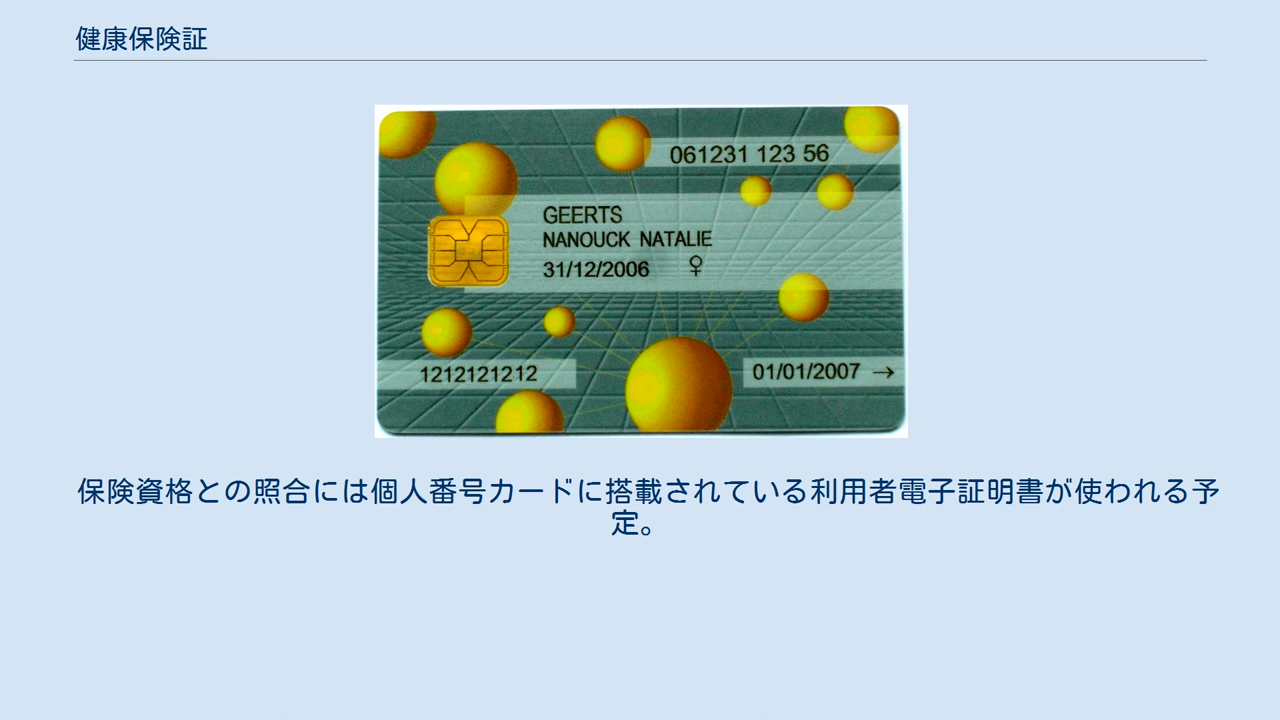 健康保険証
061231 123 56
GEERTS
NANOUCK NATALIE
31/12/2006 ♀
1212121212
01/01/2007 →
保険資格との照合には個人番号カードに搭載されている利用者電子証明書が使われる予
定。